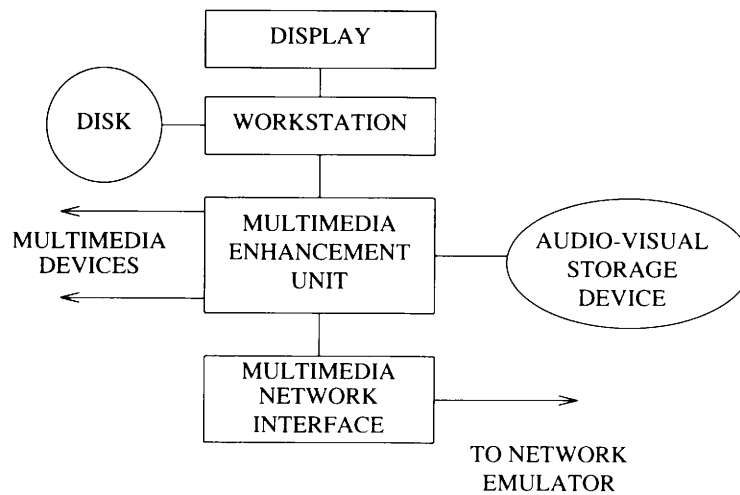 DISPLAY
DISK
WORKSTATION
MULTIMEDIA
DEVICES
MULTIMEDIA
ENHANCEMENT
UNIT
AUDIO-VISUAL
STORAGE
DEVICE
MULTIMEDIA
NETWORK
INTERFACE
TO NETWORK
EMULATOR